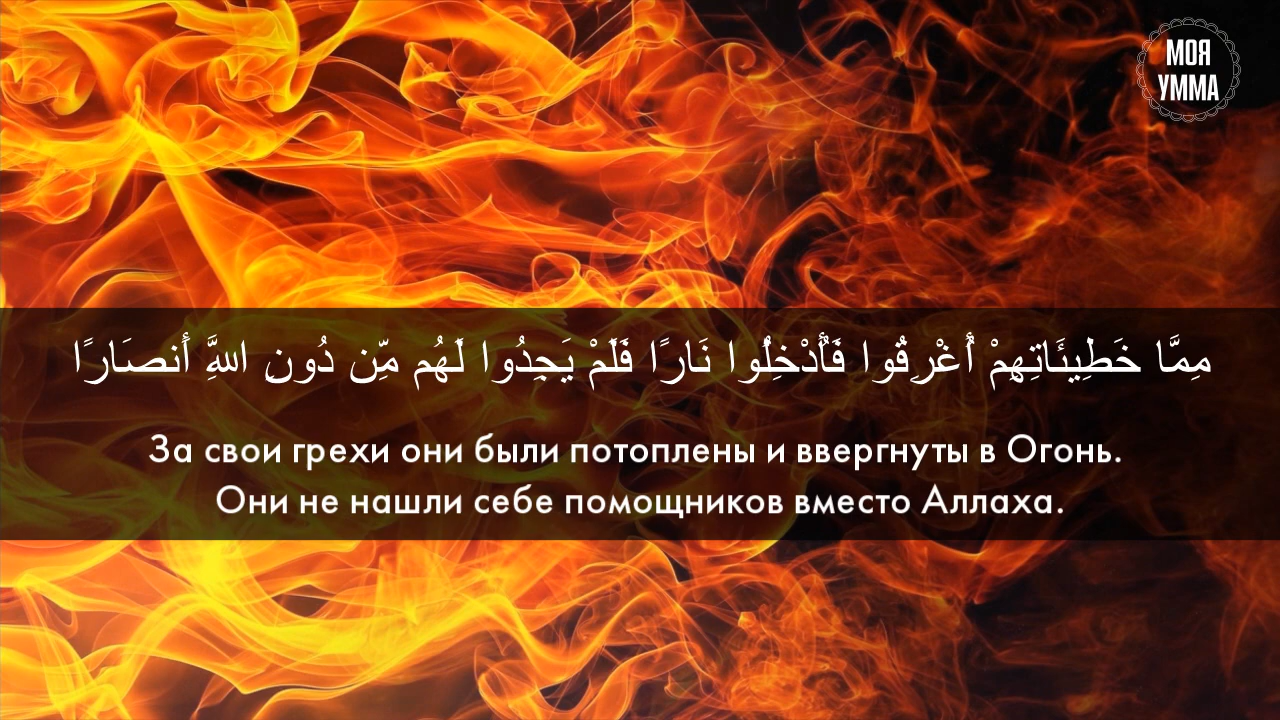 МОЯ
УММА
مِمَّا خَطِيئَاتِهِمْ أُغْرِقُوا فَأُدْخِلُوا نَارًا فَلَمْ يَجِدُوا لَهُم مِّن دُونِ اللَّهِ أَنصَارًا
За свои грехи они были потоплены и ввергнуты в Огонь.
Они не нашли себе помощников вместо Аллаха.